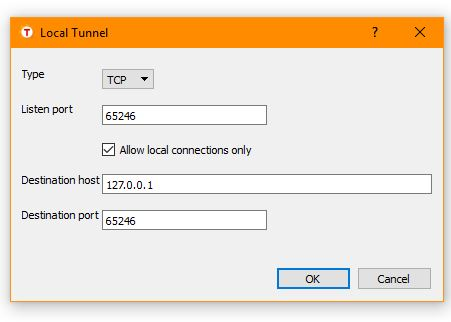 T Local Tunnel ? ×
Type TCP
Listen port 65246
Allow local connections only
Destination host 127.0.0.1
Destination port 65246
OK Cancel